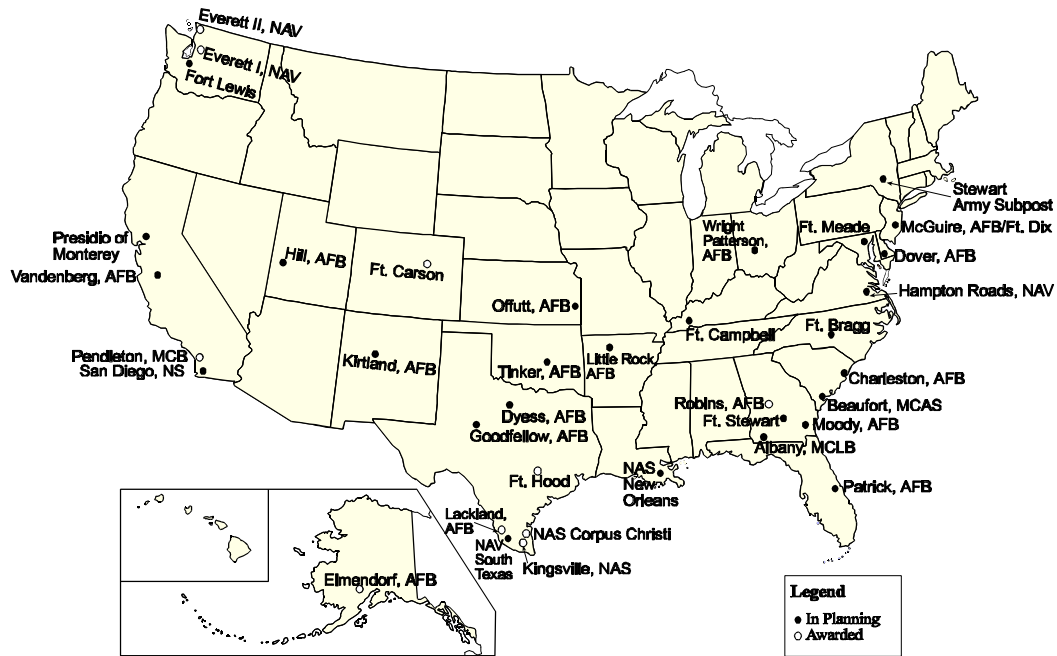 Everett II, NAV
Everett I, NAV
Fort Lewis
Presidio of
Monterey
Vandenberg, AFB
Pendleton, MCB
San Diego, NS
Hill, AFB
Ft. Carson
Kirtland, AFB
Offutt, AFB
Tinker, AFB
Little Rock,
AFB
Dyess, AFB
Goodfellow, AFB
Ft. Hood
Lackland,
AFB
NAV
South
Texas
NAS Corpus Christi
Kingsville, NAS
NAS
New
Orleans
Wright
Patterson,
AFB
Ft. Meade
Stewart
Army Subpost
McGuire, AFB/Ft. Dix
Dover, AFB
Hampton Roads, NAV
Ft. Campbell
Ft. Bragg
Charleston, AFB
Beaufort, MCAS
Robins, AFB
Ft. Stewart
Moody, AFB
Albany, MCLB
Patrick, AFB
Elmendorf, AFB
Legend
In Planning
Awarded